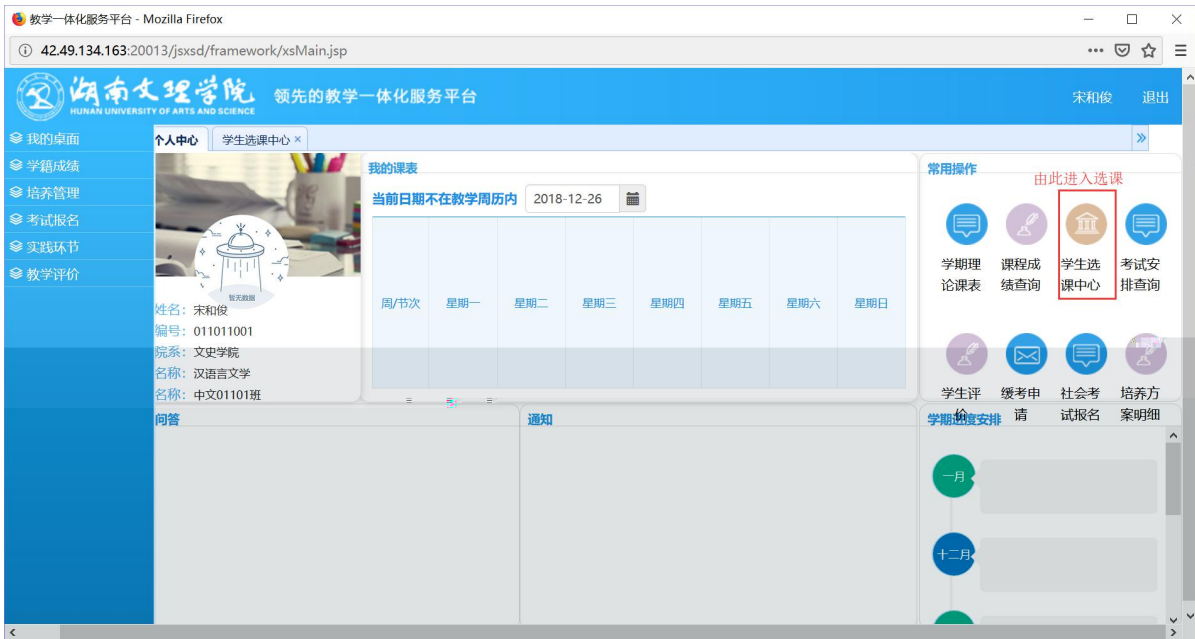 教学一体化服务平台 - Mozilla Firefox
42.49.134.163:20013/jsxsd/framework/xsMain.jsp
湖南文理学院
HUNAN UNIVERSITY OF ARTS AND SCIENCE
领先的教学一体化服务平台
宋和俊 退出
我的桌面
学籍成绩
培养管理
考试报名
实践环节
教学评价
个人中心 学生选课中心 ×
暂无数据
姓名: 宋和俊
编号: 011011001
院系: 文史学院
名称: 汉语言文学
名称: 中文01101班
我的课表
当前日期不在教学周历内 2018-12-26
周/节次 星期一 星期二 星期三 星期四 星期五 星期六 星期日
常用操作
由此进入选课
学期理论课表
课程成绩查询
学生选课中心
考试安排查询
学生评价
缓考申请
社会考试报名
培养方案明细
问答
通知
学期进度安排
一月
十二月